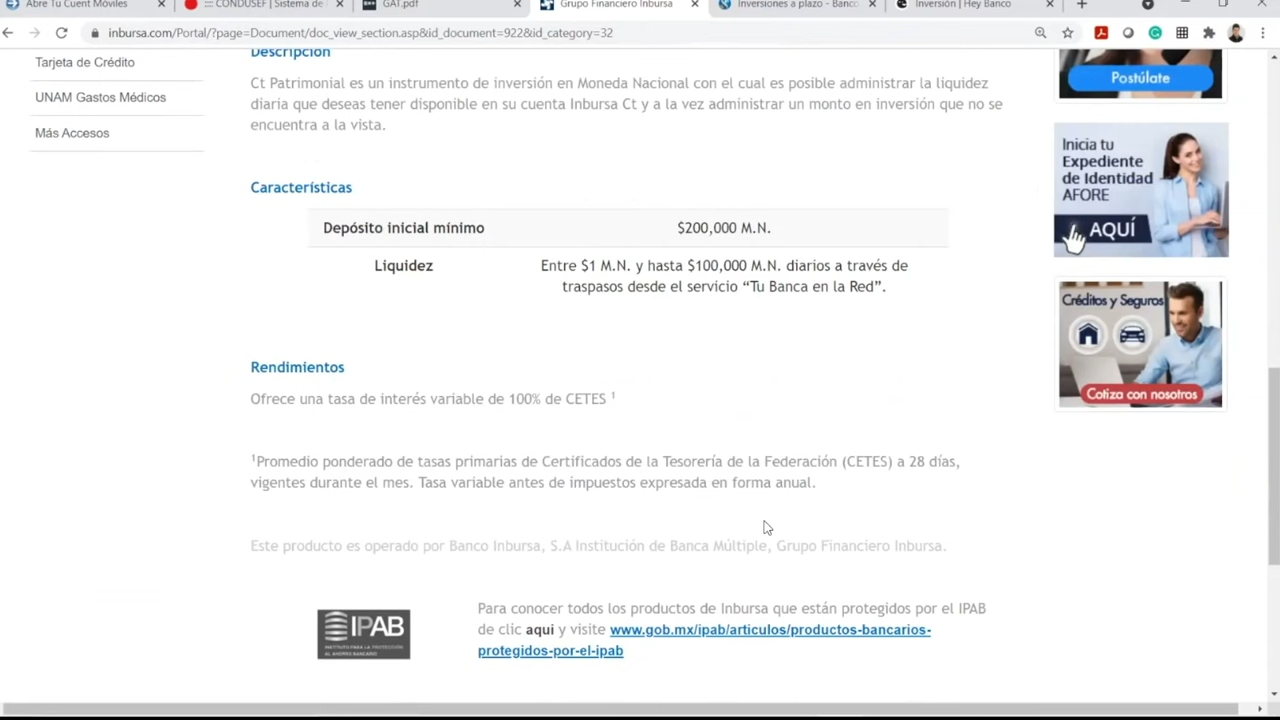 Abre Tu Cuent Móviles
CONDUSEF | Sistema de
GAT.pdf
Grupo Financiero Inbursa
Inversiones a plazo - Banco
Inversión | Hey Banco
inbursa.com/Portal/?page=Document/doc_view_section.asp&id_document=922&id_category=32
Tarjeta de Crédito
UNAM Gastos Médicos
Más Accesos
Descripción
Ct Patrimonial es un instrumento de inversión en Moneda Nacional con el cual es posible administrar la liquidez
diaria que deseas tener disponible en su cuenta Inbursa Ct y a la vez administrar un monto en inversión que no se
encuentra a la vista.
Características
Depósito inicial mínimo $200,000 M.N.
Liquidez Entre $1 M.N. y hasta $100,000 M.N. diarios a través de
traspasos desde el servicio “Tu Banca en la Red”.
Rendimientos
Ofrece una tasa de interés variable de 100% de CETES ¹
¹Promedio ponderado de tasas primarias de Certificados de la Tesorería de la Federación (CETES) a 28 días,
vigentes durante el mes. Tasa variable antes de impuestos expresada en forma anual.
Este producto es operado por Banco Inbursa, S.A Institución de Banca Múltiple, Grupo Financiero Inbursa.
IPAB
INSTITUTO PARA LA PROTECCIÓN
AL AHORRO BANCARIO
Para conocer todos los productos de Inbursa que están protegidos por el IPAB
de clic aqui y visite www.gob.mx/ipab/articulos/productos-bancarios-
protegidos-por-el-ipab
Postúlate
Inicia tu
Expediente
de Identidad
AFORE
AQUÍ
Créditos y Seguros
Cotiza con nosotros